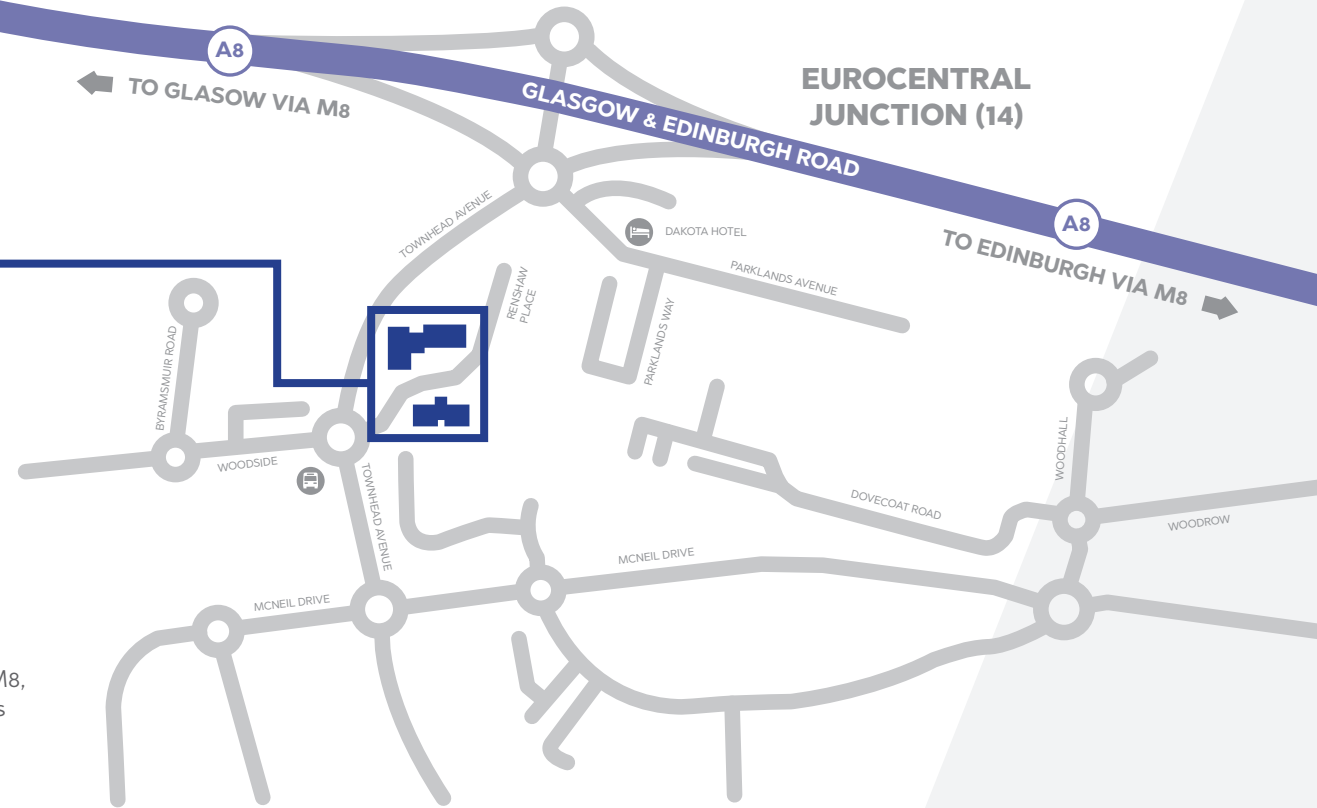 A8
TO GLASOW VIA M8
GLASGOW & EDINBURGH ROAD
EUROCENTRAL
JUNCTION (14)
A8
TO EDINBURGH VIA M8
TOWNHEAD AVENUE
DAKOTA HOTEL
PARKLANDS AVENUE
RENSHAW
PLACE
PARKLANDS WAY
BYRAMSMUIR ROAD
WOODSIDE
TOWNHEAD AVENUE
WOODHALL
DOVECOAT ROAD
WOODROW
MCNEIL DRIVE
MCNEIL DRIVE
M8,
s